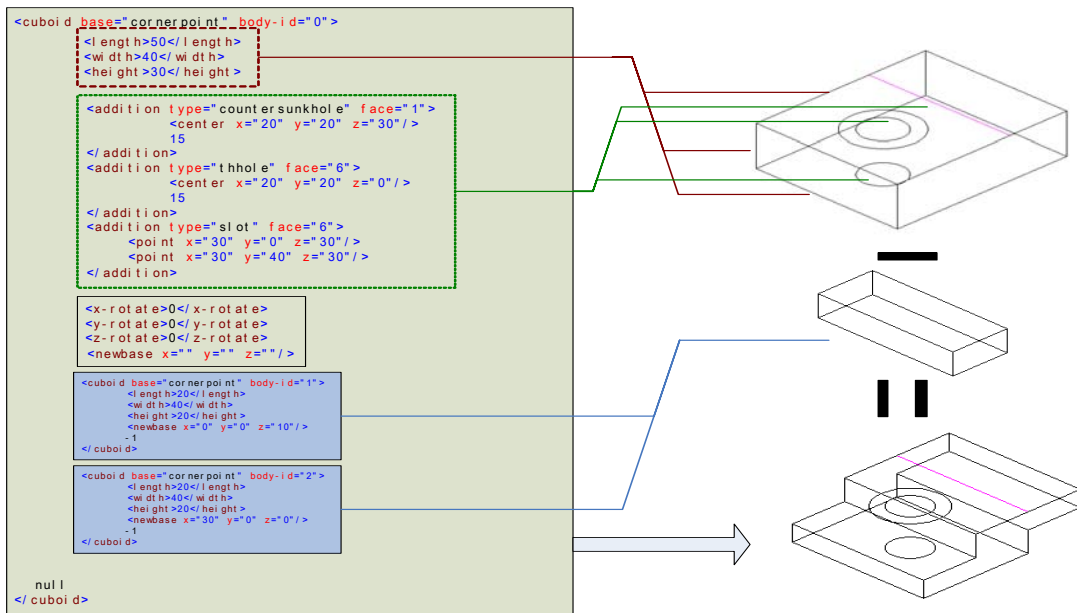 <cuboid base="cornerpoint" body-id="0">
<length>50</length>
<width>40</width>
<height>30</height>
<addition type="countersunkhole" face="1">
<center x="20" y="20" z="30"/>
15
</addition>
<addition type="thhole" face="6">
<center x="20" y="20" z="0"/>
15
</addition>
<addition type="slot" face="6">
<point x="30" y="0" z="30"/>
<point x="30" y="40" z="30"/>
</addition>
<x-rotate>0</x-rotate>
<y-rotate>0</y-rotate>
<z-rotate>0</z-rotate>
<newbase x="" y="" z=""/>
<cuboid base="cornerpoint" body-id="1">
<length>20</length>
<width>40</width>
<height>20</height>
<newbase x="0" y="0" z="10"/>
-1
</cuboid>
<cuboid base="cornerpoint" body-id="2">
<length>20</length>
<width>40</width>
<height>20</height>
<newbase x="30" y="0" z="0"/>
-1
</cuboid>
null
</cuboid>